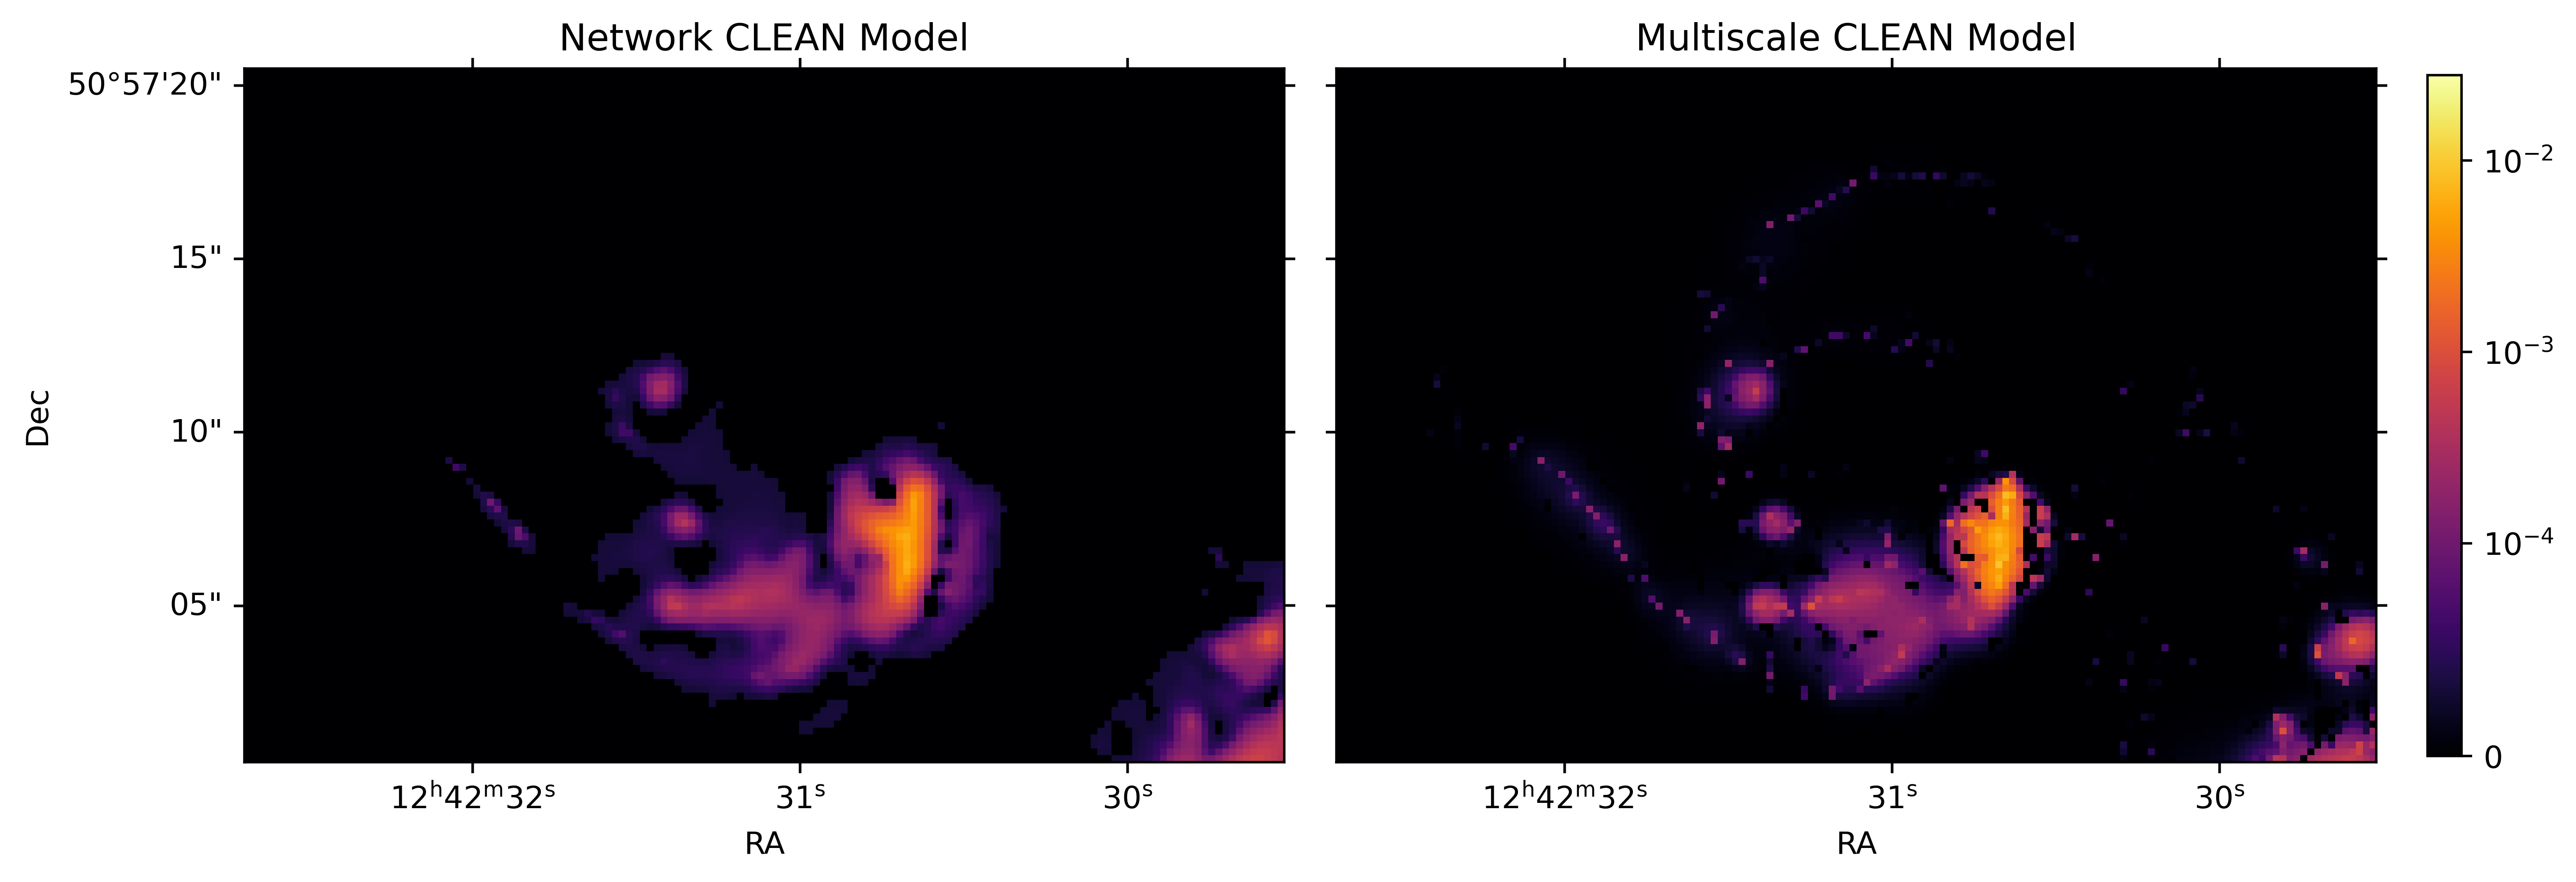 Network CLEAN Model
Multiscale CLEAN Model
50°57'20"
15"
10"
05"
Dec
12ʰ42ᵐ32ˢ
31ˢ
30ˢ
RA
12ʰ42ᵐ32ˢ
31ˢ
30ˢ
RA
10⁻²
10⁻³
10⁻⁴
0